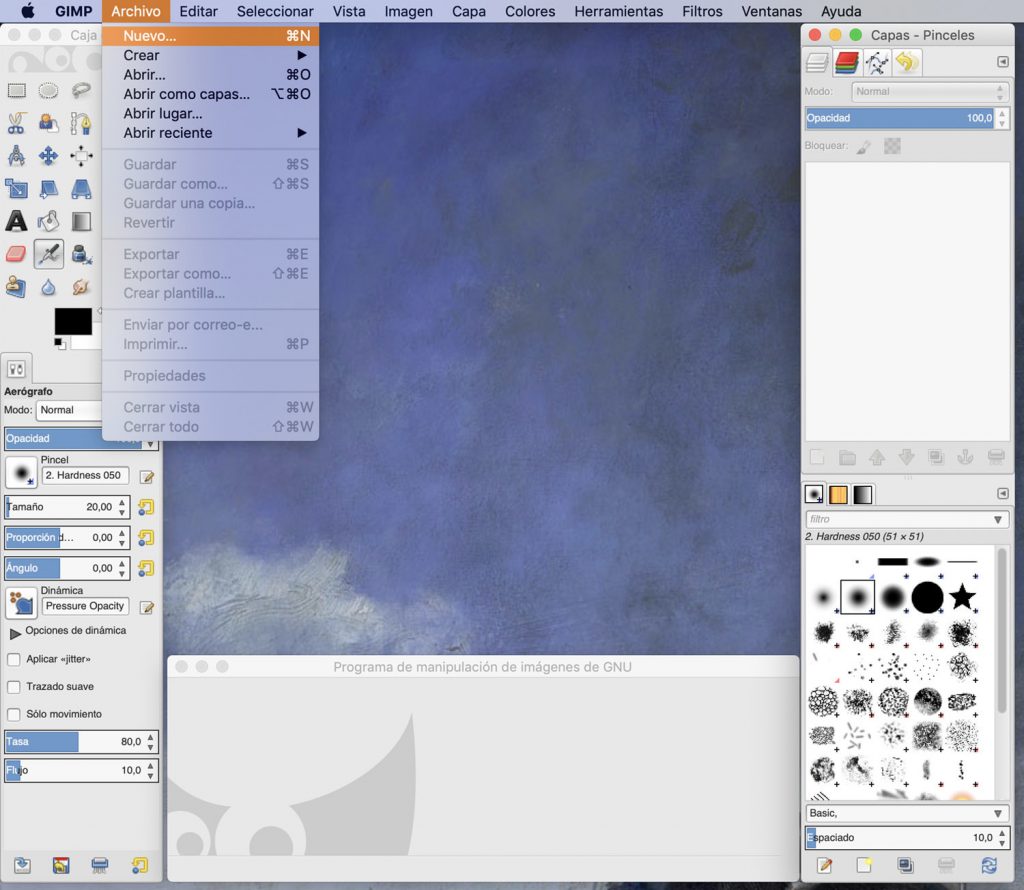 GIMP Archivo Editar Seleccionar Vista Imagen Capa Colores Herramientas Filtros Ventanas Ayuda
Caja
Nuevo... ⌘N
Crear
Abrir... ⌘O
Abrir como capas... ⌥⌘O
Abrir lugar...
Abrir reciente
Guardar ⌘S
Guardar como... ⇧⌘S
Guardar una copia...
Revertir
Exportar ⌘E
Exportar como... ⇧⌘E
Crear plantilla...
Enviar por correo-e...
Imprimir... ⌘P
Propiedades
Cerrar vista ⌘W
Cerrar todo ⇧⌘W
Aerógrafo
Modo: Normal
Opacidad
Pincel
2. Hardness 050
Tamaño 20,00
Proporción d... 0,00
Ángulo 0,00
Dinámica
Pressure Opacity
Opciones de dinámica
Aplicar «jitter»
Trazado suave
Sólo movimiento
Tasa 80,0
Flujo 10,0
Programa de manipulación de imágenes de GNU
Capas - Pinceles
Modo: Normal
Opacidad 100,0
Bloquear:
filtro
2. Hardness 050 (51 × 51)
Basic,
Espaciado 10,0